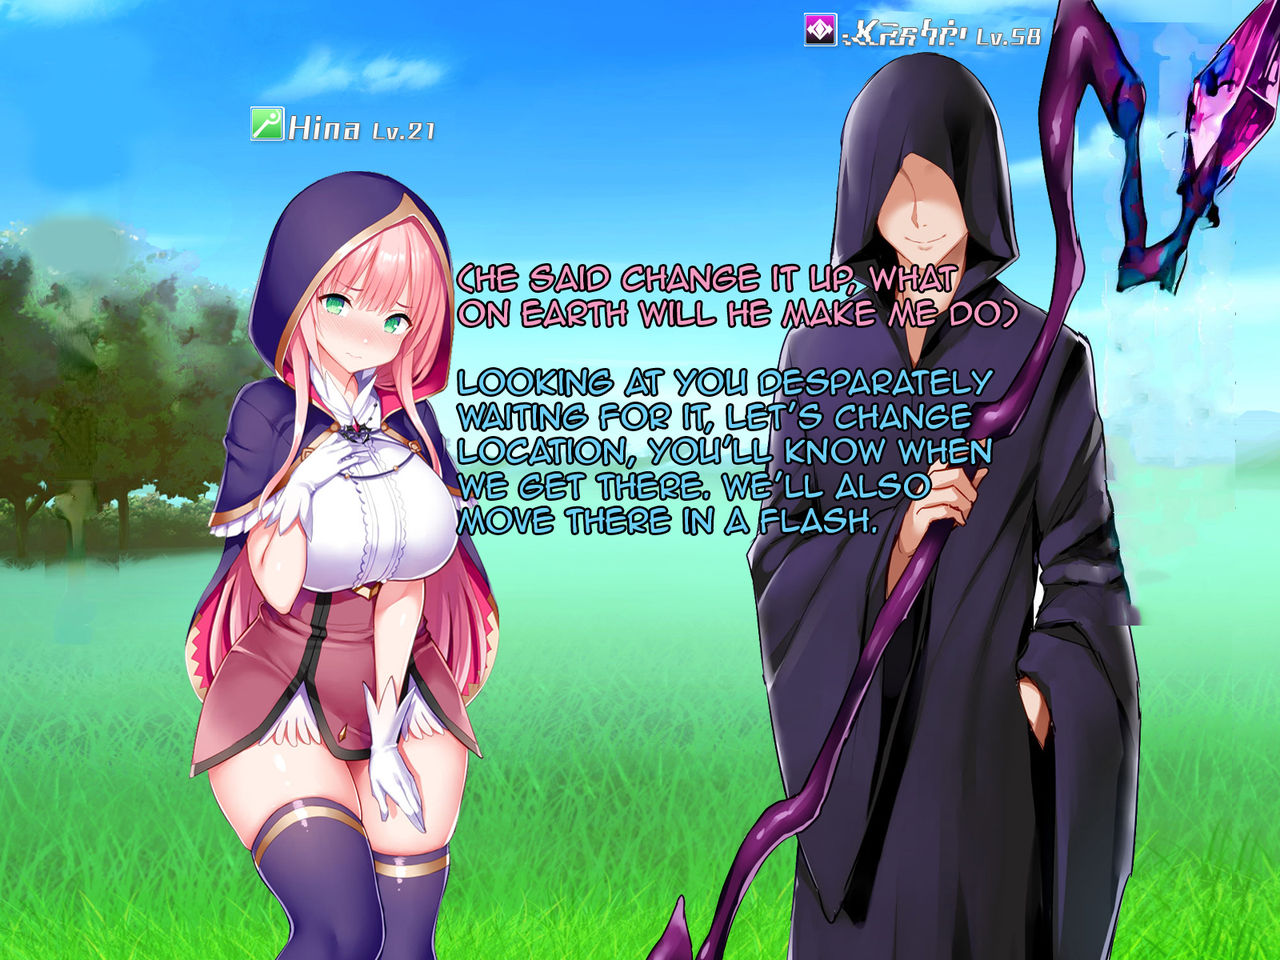 Lv.58
Hina Lv.21
(HE SAID CHANGE IT UP, WHAT
ON EARTH WILL HE MAKE ME DO)
LOOKING AT YOU DESPARATELY
WAITING FOR IT, LET'S CHANGE
LOCATION, YOU'LL KNOW WHEN
WE GET THERE. WE'LL ALSO
MOVE THERE IN A FLASH.